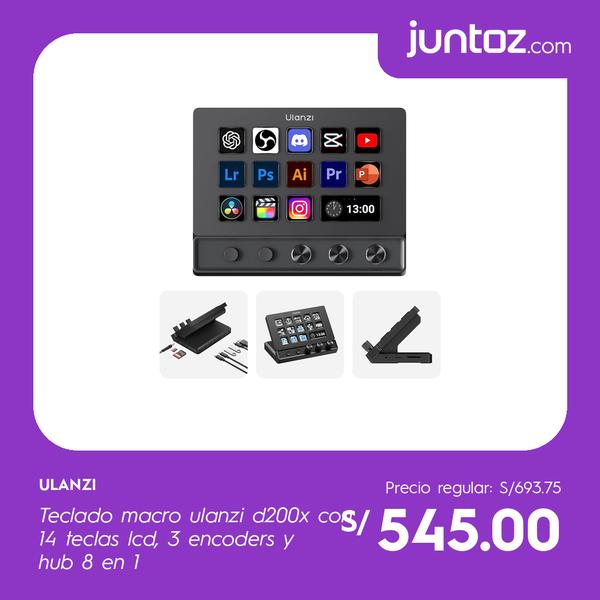 juntoz.com
Ulanzi
Lr Ps Ai Pr P
13:00
ULANZI
Precio regular: S/693.75
Teclado macro ulanzi d200x con
14 teclas lcd, 3 encoders y
hub 8 en 1
S/ 545.00